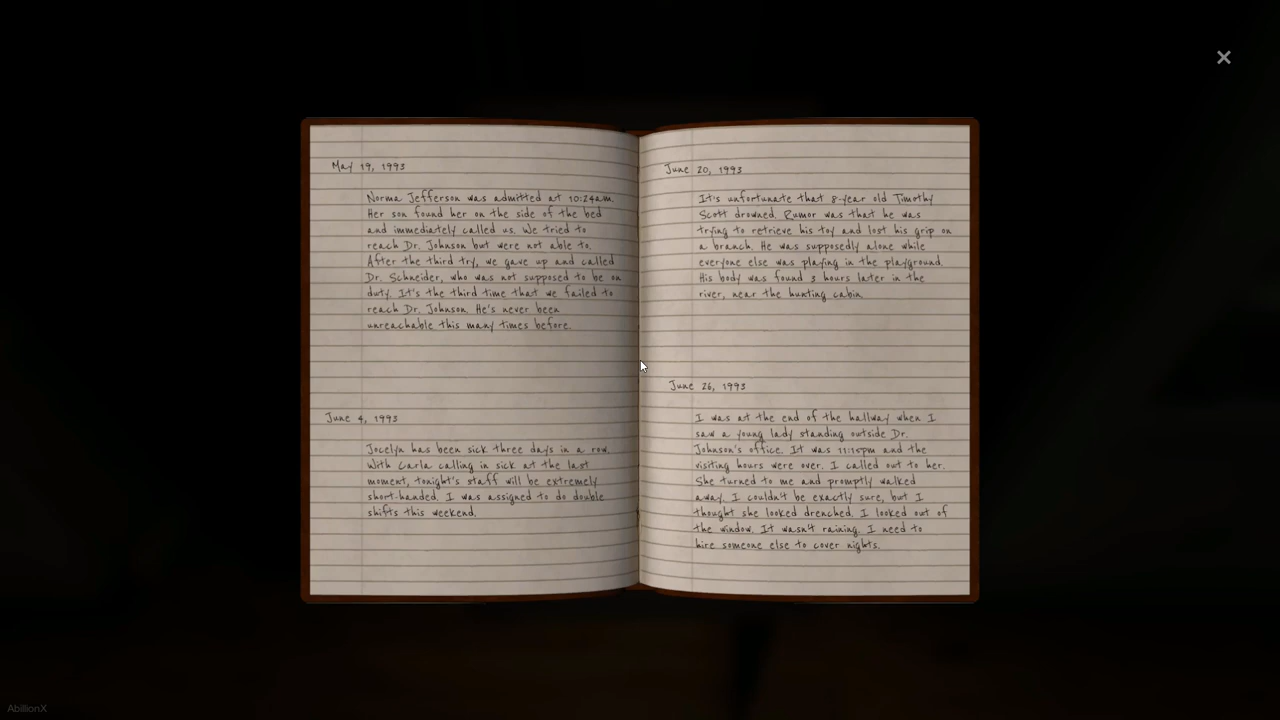 May 19, 1993
Norma Jefferson was admitted at 10:24am.
Her son found her on the side of the bed
and immediately called us. We tried to
reach Dr. Johnson but were not able to.
After the third try, we gave up and called
Dr. Schneider, who was not supposed to be on
duty. It's the third time that we failed to
reach Dr. Johnson. He's never been
unreachable this many times before.
June 4, 1993
Jocelyn has been sick three days in a row.
With Carla calling in sick at the last
moment, tonight's staff will be extremely
short-handed. I was assigned to do double
shifts this weekend.
June 20, 1993
It's unfortunate that 8-year old Timothy
Scott drowned. Rumor was that he was
trying to retrieve his toy and lost his grip on
a branch. He was supposedly alone while
everyone else was playing in the playground.
His body was found 3 hours later in the
river, near the hunting cabin.
June 26, 1993
I was at the end of the hallway when I
saw a young lady standing outside Dr.
Johnson's office. It was 11:15pm and the
visiting hours were over. I called out to her.
She turned to me and promptly walked
away. I couldn't be exactly sure, but I
thought she looked drenched. I looked out of
the window. It wasn't raining. I need to
hire someone else to cover nights.
AbillionX